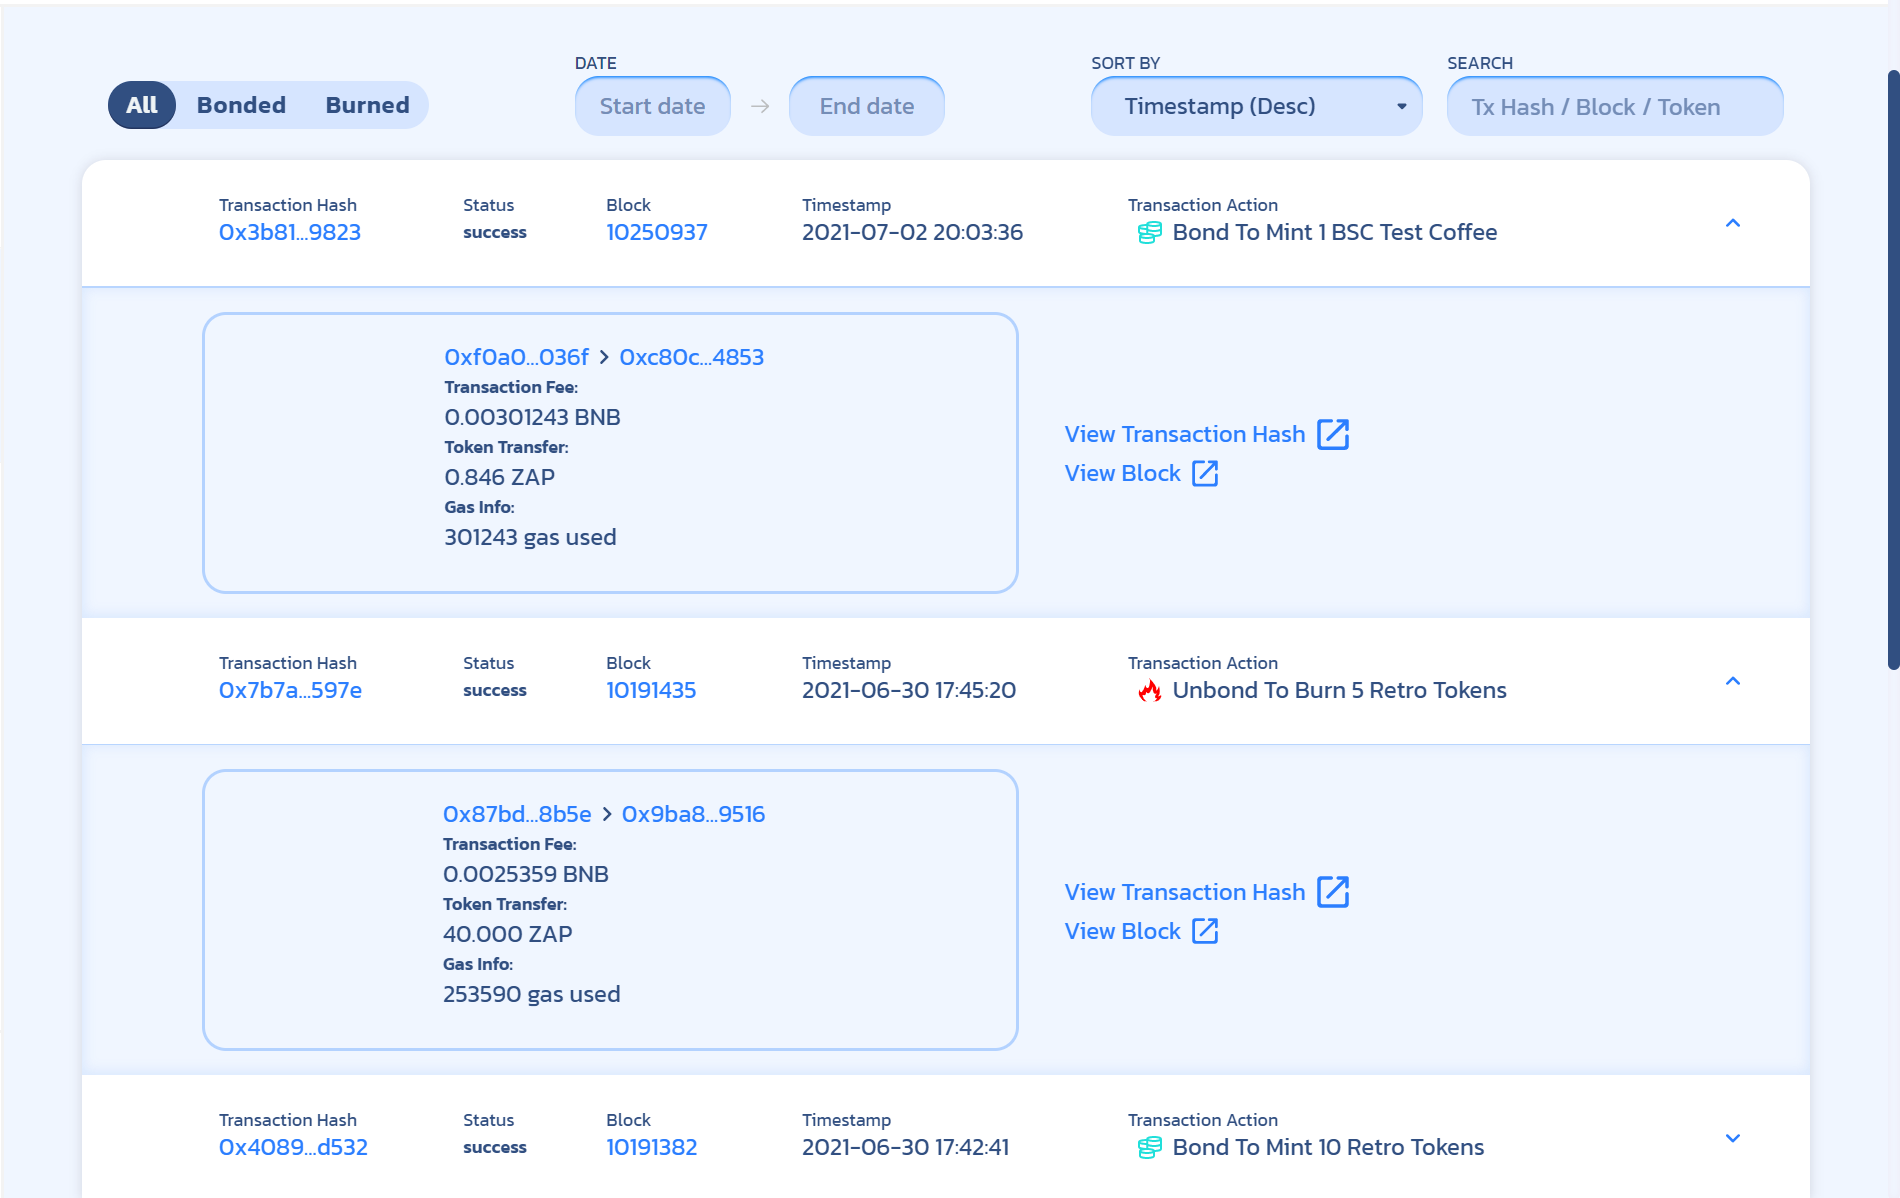 DATE
SORT BY
SEARCH
All Bonded Burned
Start date → End date
Timestamp (Desc)
Tx Hash / Block / Token
Transaction Hash Status Block Timestamp Transaction Action
0x3b81...9823 success 10250937 2021-07-02 20:03:36 Bond To Mint 1 BSC Test Coffee
0xf0a0...036f > 0xc80c...4853
Transaction Fee:
0.00301243 BNB
Token Transfer:
0.846 ZAP
Gas Info:
301243 gas used
View Transaction Hash
View Block
Transaction Hash Status Block Timestamp Transaction Action
0x7b7a...597e success 10191435 2021-06-30 17:45:20 Unbond To Burn 5 Retro Tokens
0x87bd...8b5e > 0x9ba8...9516
Transaction Fee:
0.0025359 BNB
Token Transfer:
40.000 ZAP
Gas Info:
253590 gas used
View Transaction Hash
View Block
Transaction Hash Status Block Timestamp Transaction Action
0x4089...d532 success 10191382 2021-06-30 17:42:41 Bond To Mint 10 Retro Tokens